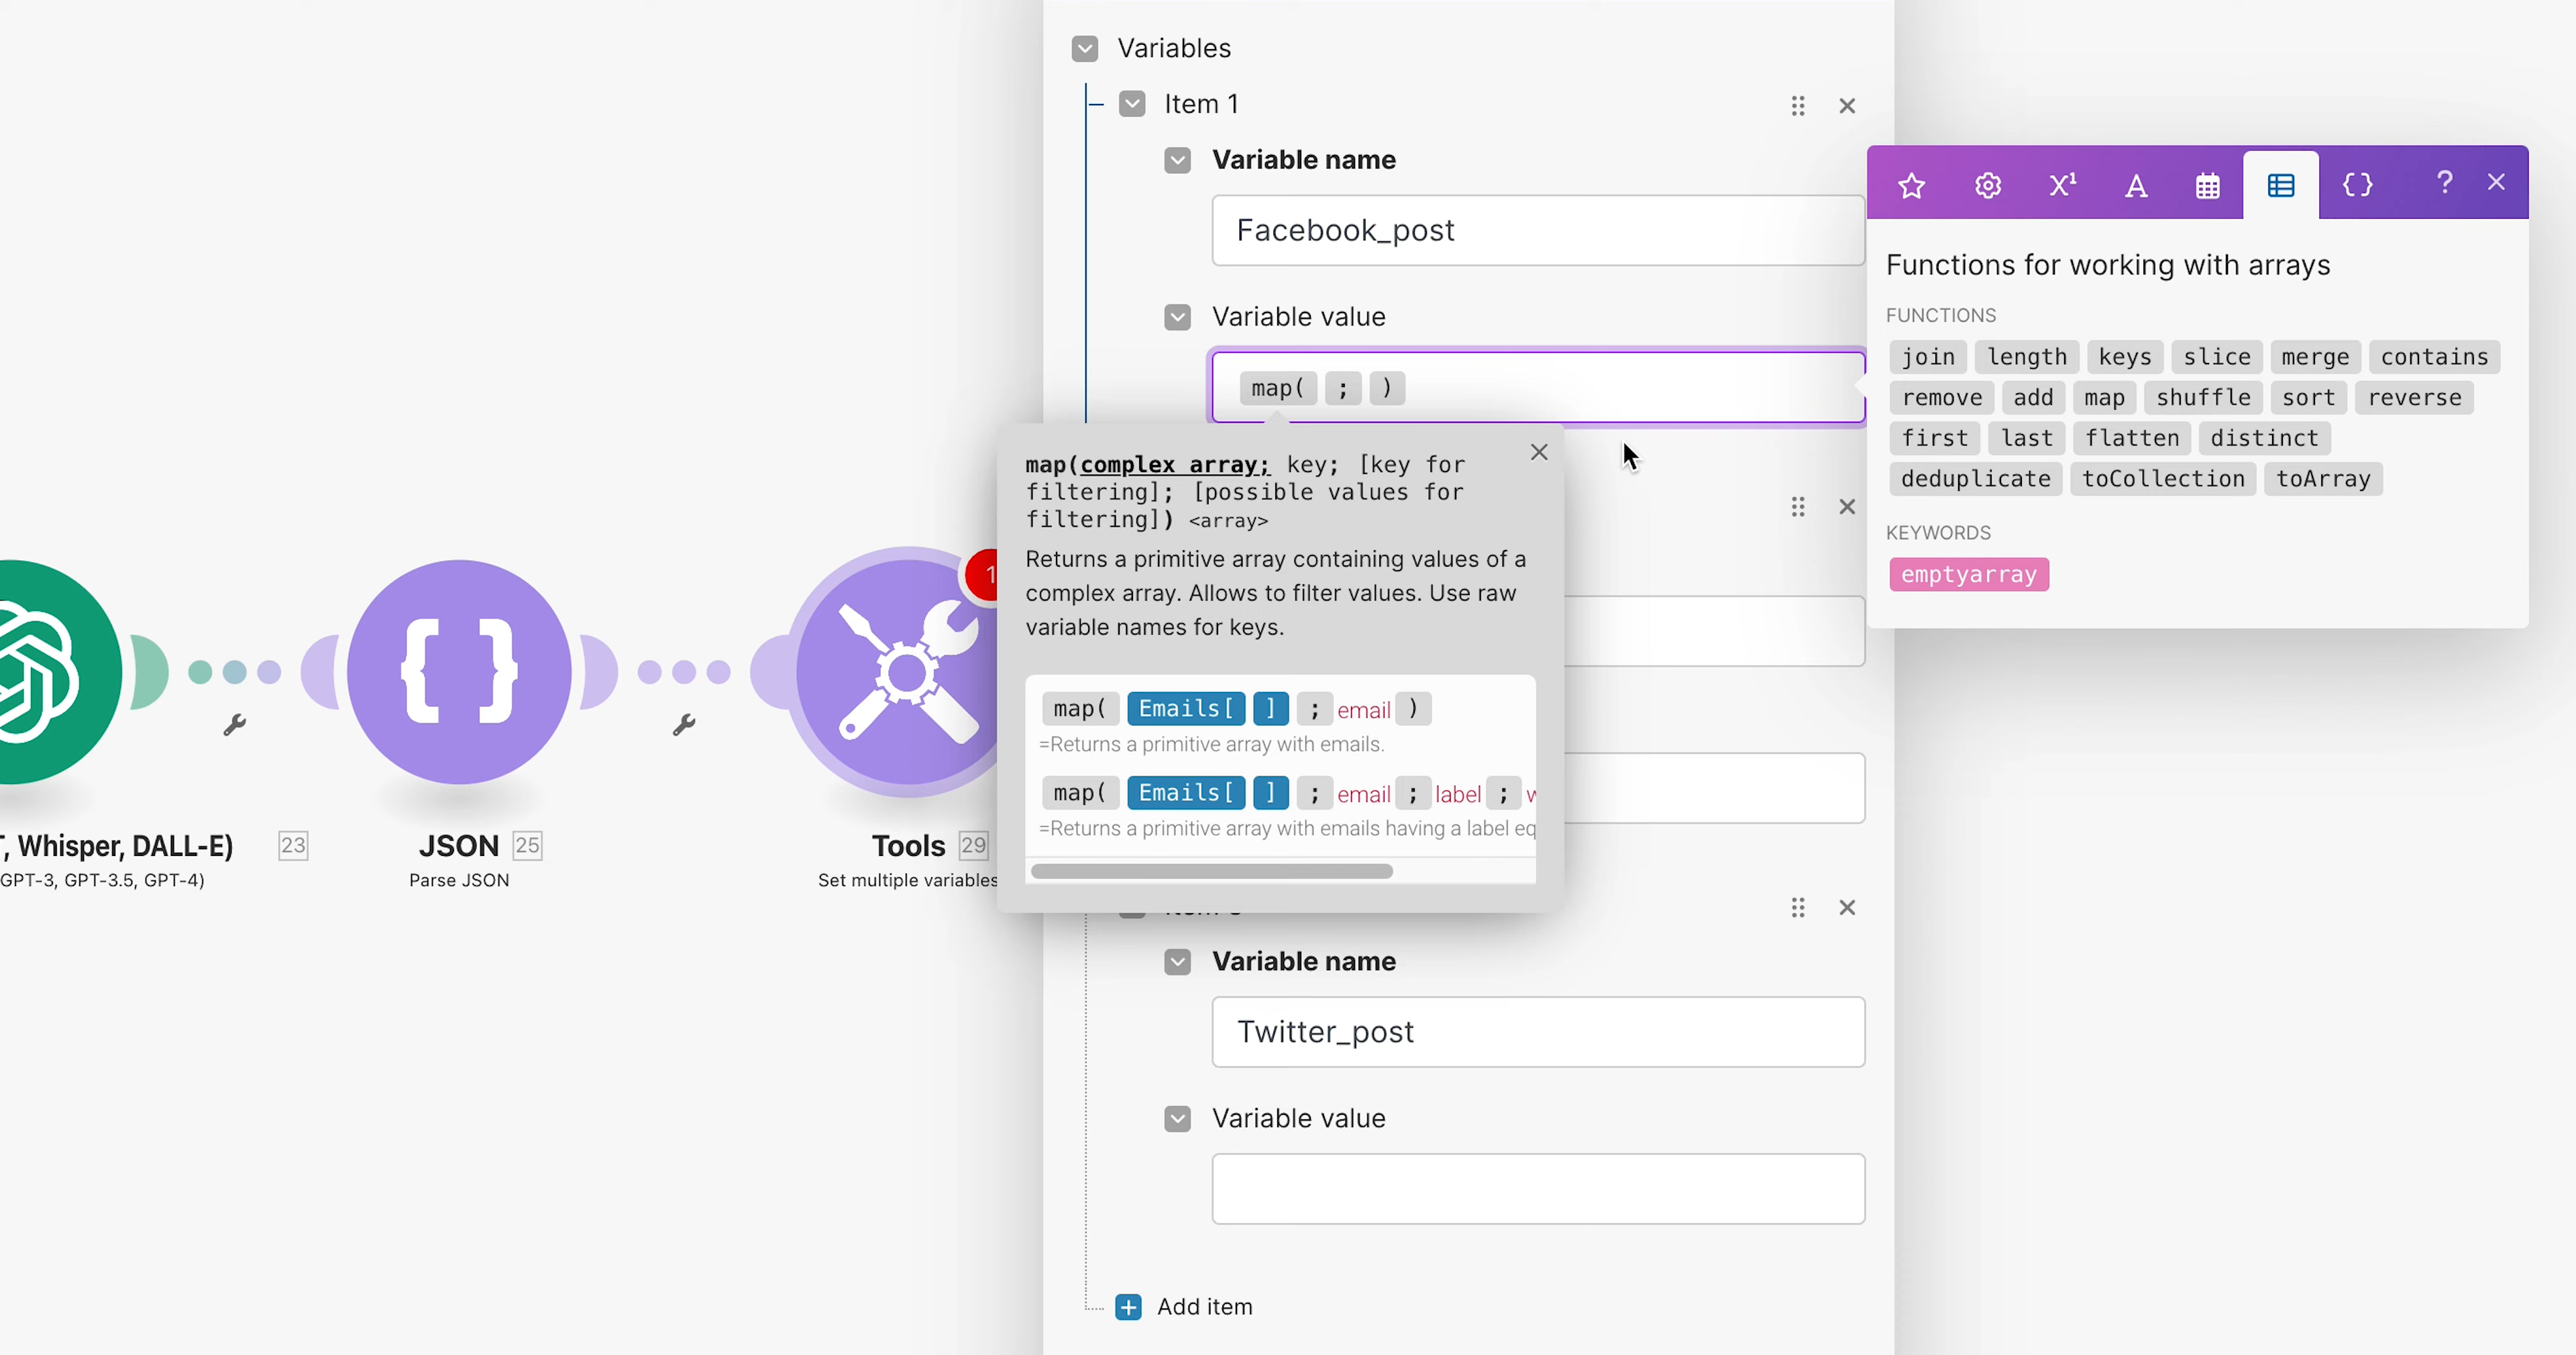 Variables
Item 1
Variable name
Facebook_post
Variable value
map( ; )
map(complex array; key; [key for
filtering]; [possible values for
filtering]) <array>
Returns a primitive array containing values of a
complex array. Allows to filter values. Use raw
variable names for keys.
map( Emails[ ] ; email )
=Returns a primitive array with emails.
map( Emails[ ] ; email ; label ;
=Returns a primitive array with emails having a label eq
Variable name
Twitter_post
Variable value
Add item
Functions for working with arrays
FUNCTIONS
join length keys slice merge contains
remove add map shuffle sort reverse
first last flatten distinct
deduplicate toCollection toArray
KEYWORDS
emptyarray
1
T, Whisper, DALL-E) 23
GPT-3, GPT-3.5, GPT-4)
JSON 25
Parse JSON
Tools 29
Set multiple variables